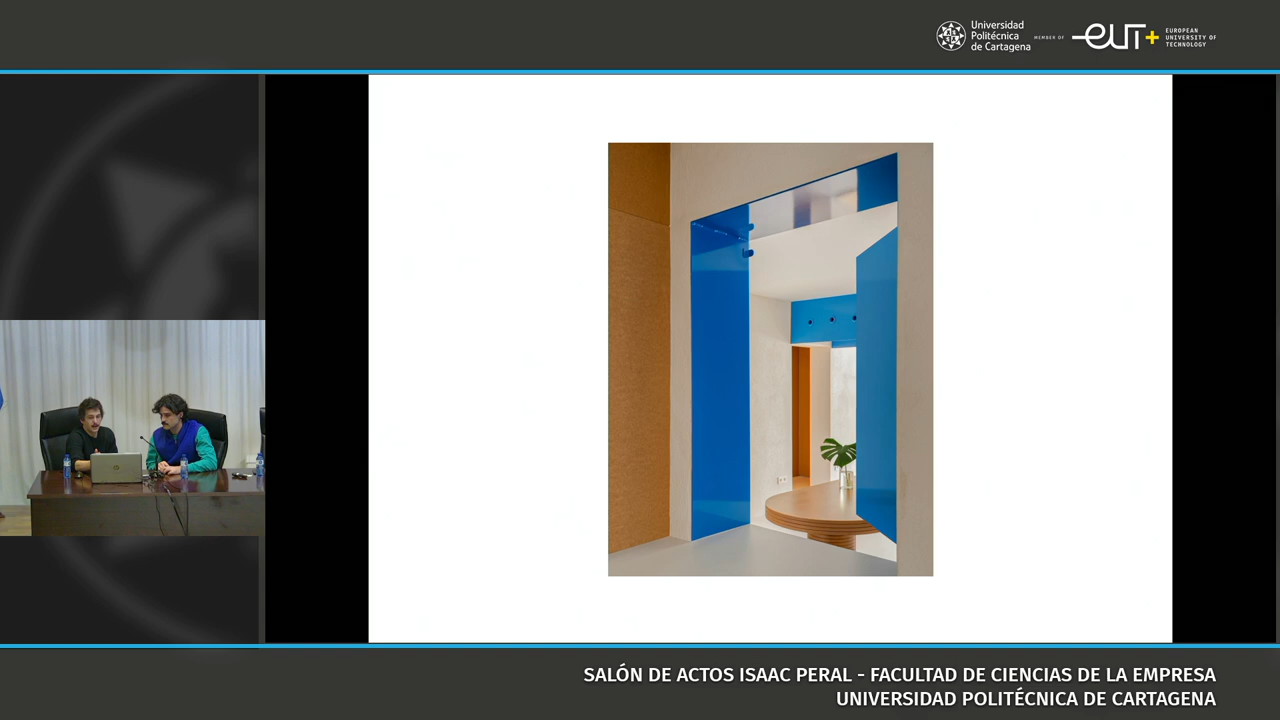 Universidad
Politécnica
de Cartagena
MEMBER OF
EUT+
EUROPEAN
UNIVERSITY OF
TECHNOLOGY
SALÓN DE ACTOS ISAAC PERAL - FACULTAD DE CIENCIAS DE LA EMPRESA
UNIVERSIDAD POLITÉCNICA DE CARTAGENA